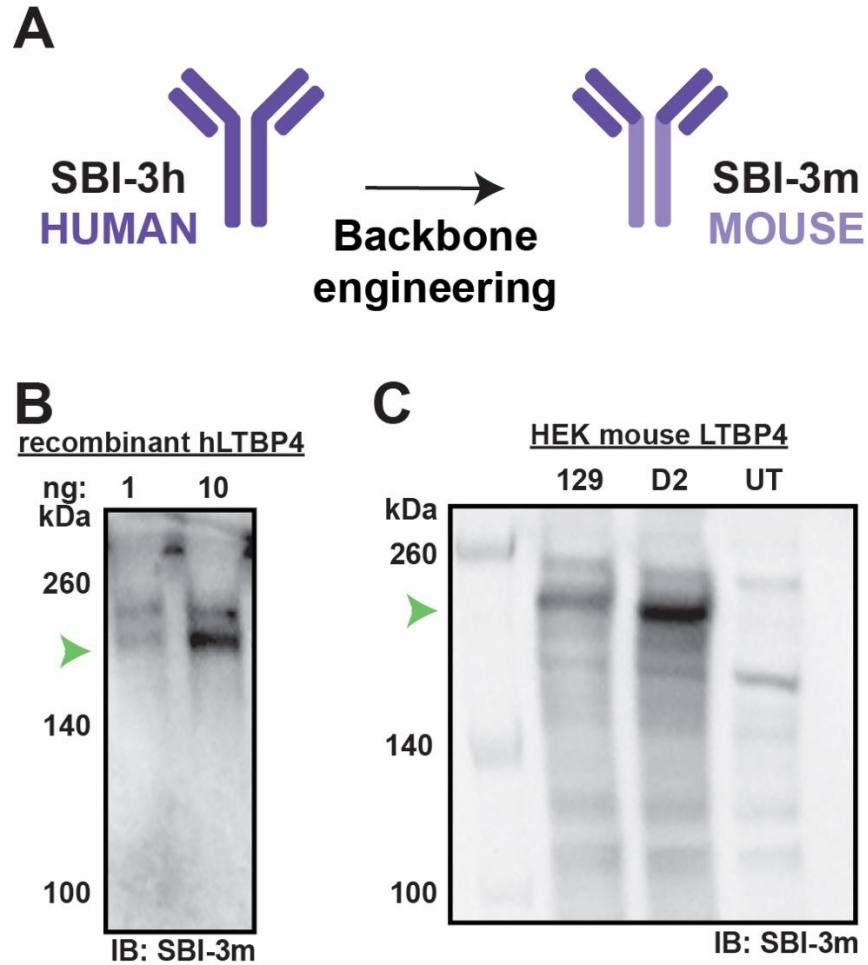 A
SBI-3h
HUMAN
Backbone
engineering
SBI-3m
MOUSE
B
recombinant hLTBP4
ng: 1 10
kDa
260
140
100
IB: SBI-3m
C
HEK mouse LTBP4
129 D2 UT
kDa
260
140
100
IB: SBI-3m